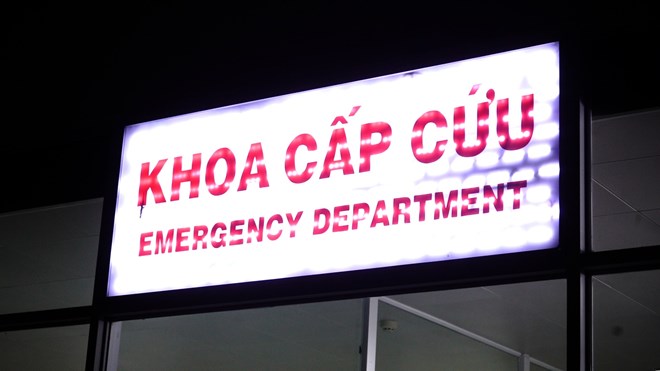 KHOA CẤP CỨU
EMERGENCY DEPARTMENT